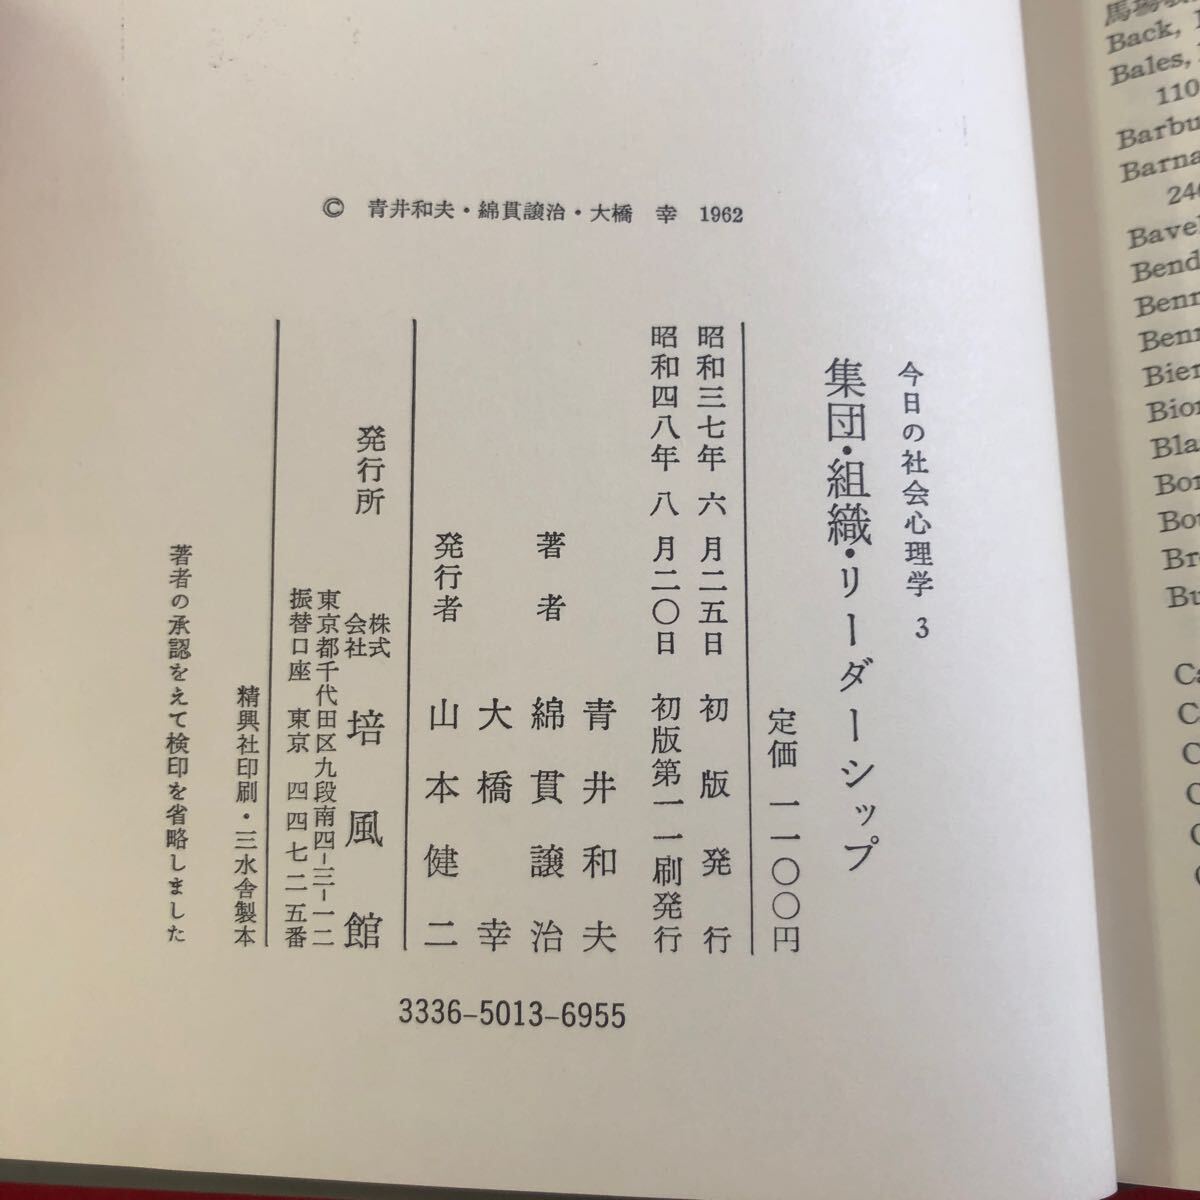 © 青井和夫・綿貫譲治・大橋　幸　1962
今日の社会心理学 3
集団・組織・リーダーシップ
定価 一一〇〇円
昭和三七年 六 月二五日 初 版 発 行
昭和四八年 八 月二〇日 初版第一一刷発行
著 者 青井和夫
綿貫譲治
大橋 幸
発行者 山本健二
発行所 株式会社 培風館
東京都千代田区九段南四-三-一二
振替口座 東京 四四七二五番
精興社印刷・三水舎製本
著者の承認をえて検印を省略しました
3336-5013-6955
Back,
Bales,
110
Barbu
Barna
240
Bavel
Bend
Benn
Benn
Bier
Bion
Bla
Bor
Bou
Br
Bu
Ca